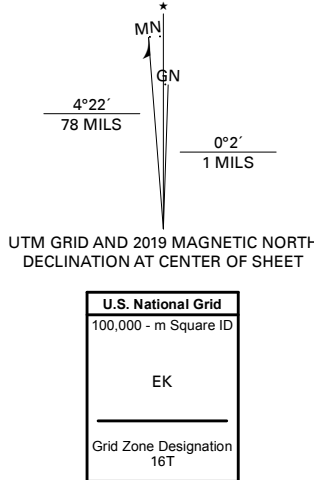 ★
MN
GN
4°22´
78 MILS
0°2´
1 MILS
UTM GRID AND 2019 MAGNETIC NORTH
DECLINATION AT CENTER OF SHEET
U.S. National Grid
100,000 - m Square ID
EK
Grid Zone Designation
16T